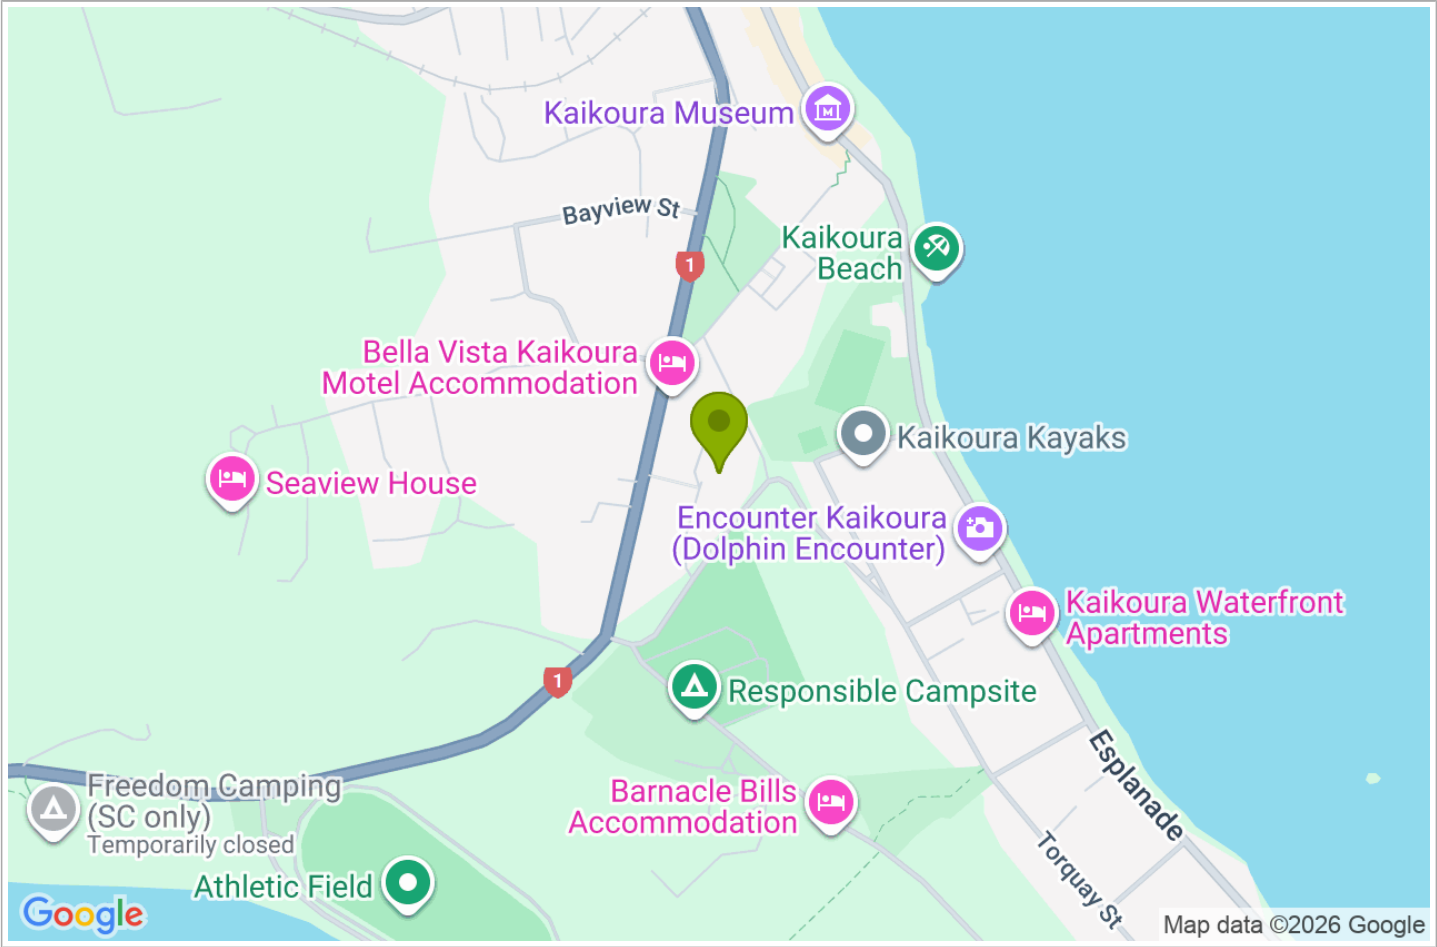 Kaikoura Museum
M
Bayview St
Kaikoura
Beach
1
Bella Vista Kaikoura
Motel Accommodation
Kaikoura Kayaks
Seaview House
Encounter Kaikoura
(Dolphin Encounter)
Kaikoura Waterfront
Apartments
1
Responsible Campsite
Esplanade
Freedom Camping
(SC only)
Temporarily closed
Barnacle Bills
Accommodation
Torquay St
Athletic Field
Google
Map data ©2026 Google